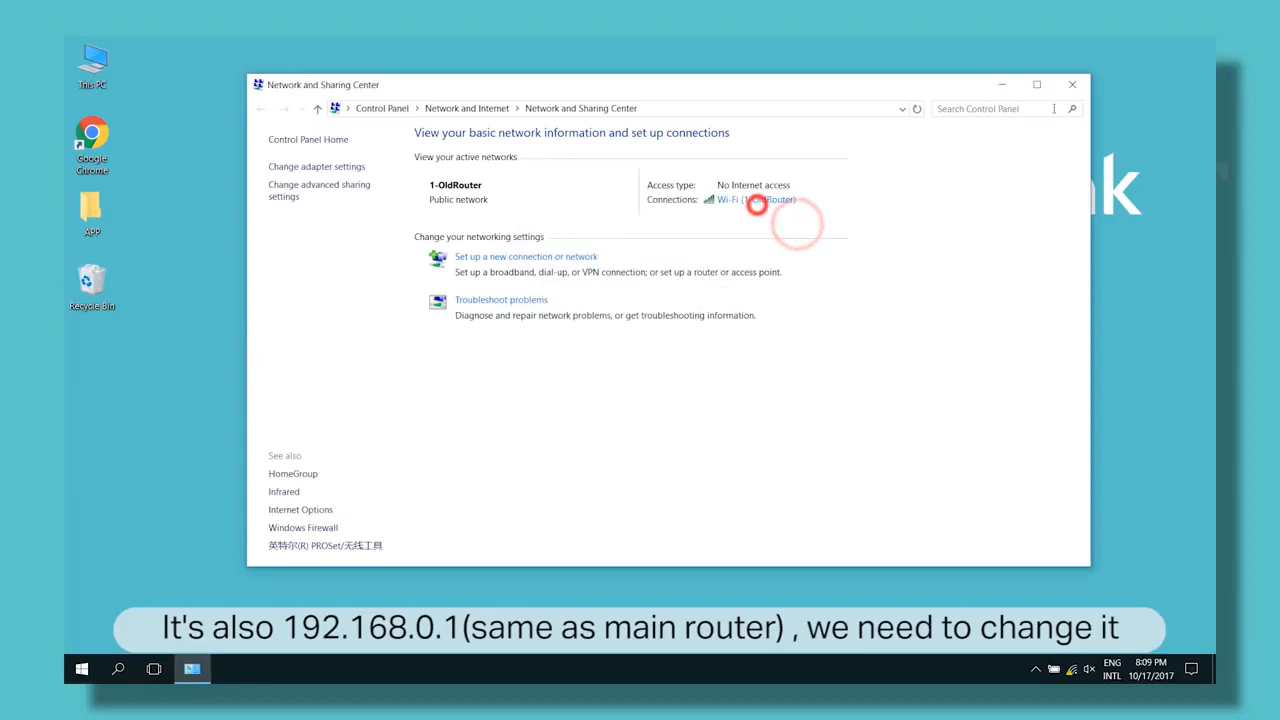 This PC
Google Chrome
APP
Recycle Bin
Network and Sharing Center
Control Panel > Network and Internet > Network and Sharing Center
Search Control Panel
Control Panel Home
Change adapter settings
Change advanced sharing
settings
View your basic network information and set up connections
View your active networks
1-OldRouter
Public network
Access type: No Internet access
Connections: Wi-Fi (1-OldRouter)
Change your networking settings
Set up a new connection or network
Set up a broadband, dial-up, or VPN connection; or set up a router or access point.
Troubleshoot problems
Diagnose and repair network problems, or get troubleshooting information.
See also
HomeGroup
Infrared
Internet Options
Windows Firewall
英特尔(R) PROSet/无线工具
nk
It's also 192.168.0.1(same as main router) , we need to change it
ENG
INTL
8:09 PM
10/17/2017